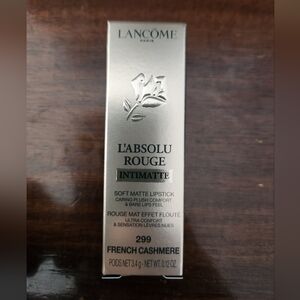 LANCÔME
PARIS
L'ABSOLU
ROUGE
INTIMATTE
SOFT MATTE LIPSTICK
CARING PLUSH COMFORT
& BARE LIPS FEEL
ROUGE MAT EFFET FLOUTÉ
ULTRA CONFORT
& SENSATION LÈVRES NUES
299
FRENCH CASHMERE
POIDS NET 3.4 g - NET WT. 0.12 OZ.